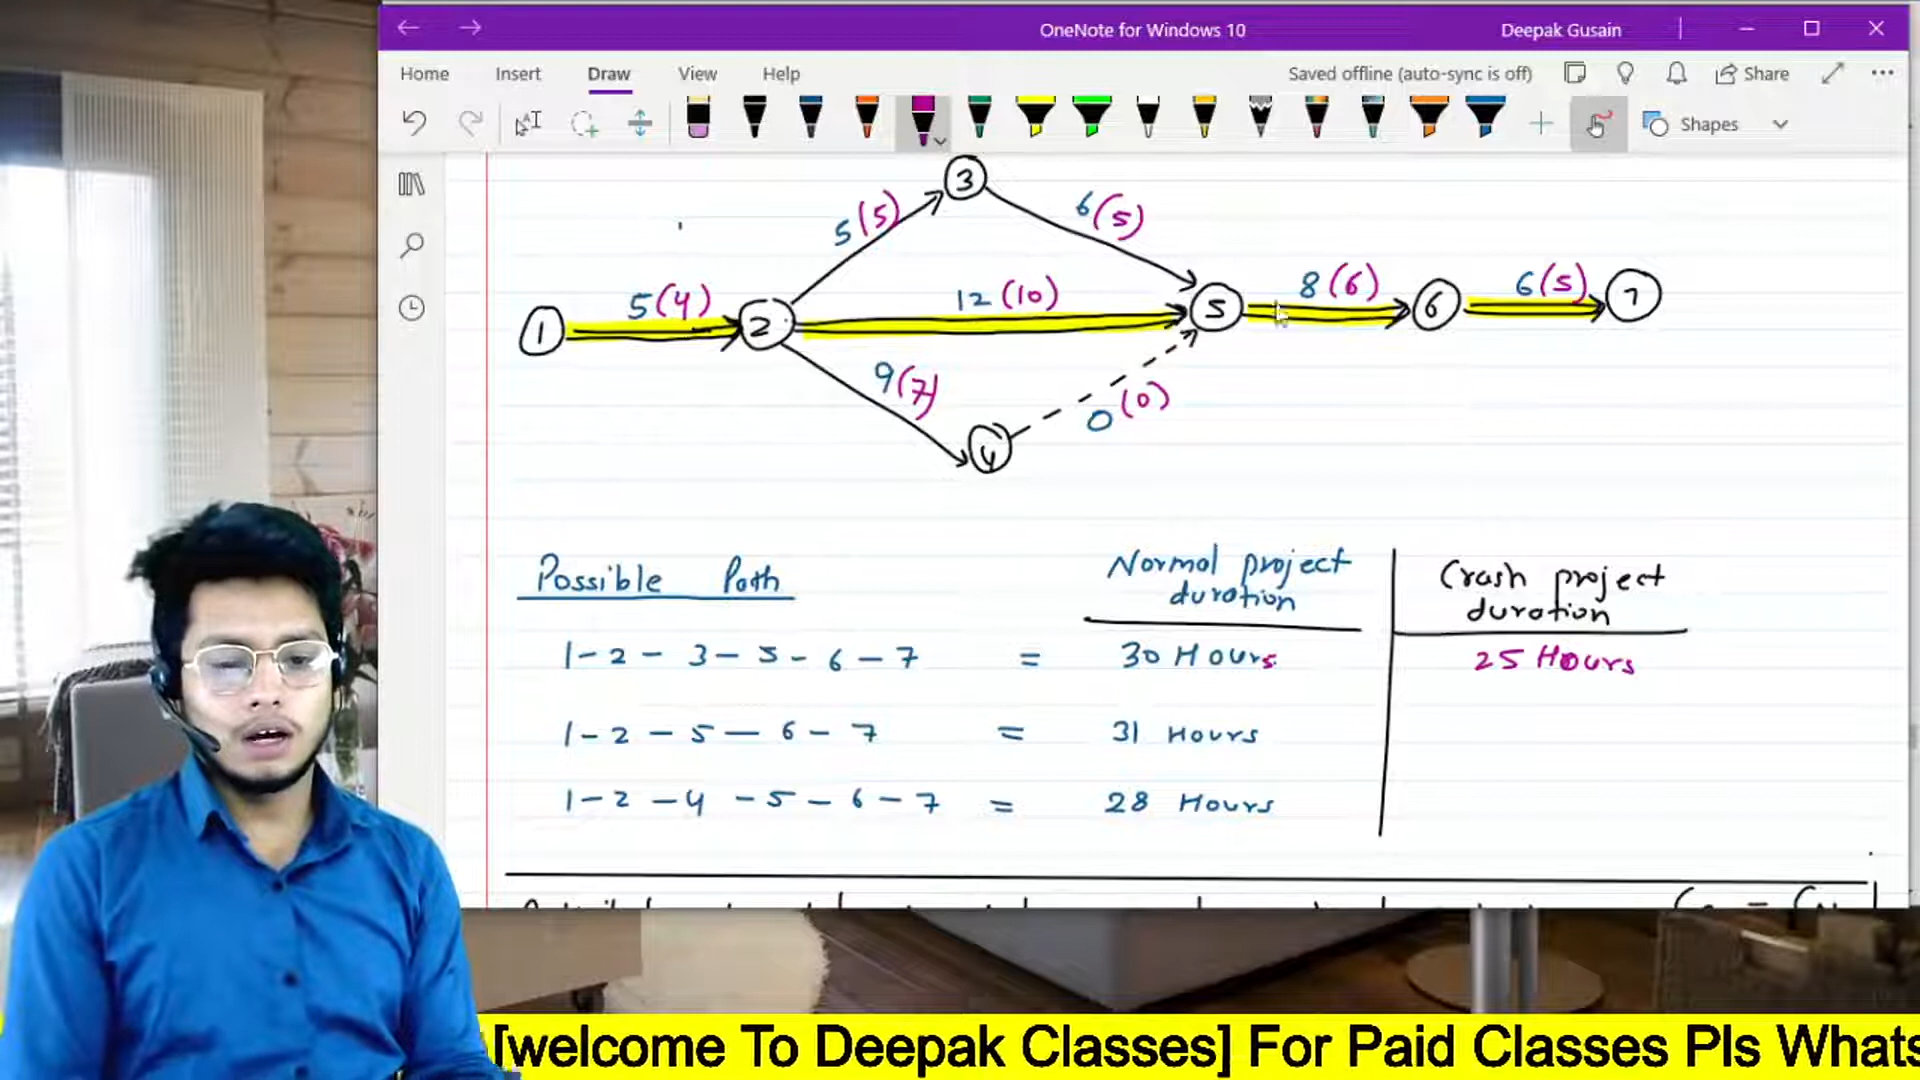 OneNote for Windows 10
Deepak Gusain
Home Insert Draw View Help
Saved offline (auto-sync is off) Share
Shapes
3
5(5) 6(5)
5(4) 12(10) 8(6) 6(5)
1 2 5 6 7
9(7)
0(0)
4
Possible Path Normal project duration Crash project duration
1-2-3-5-6-7 = 30 Hours 25 Hours
1-2-5-6-7 = 31 Hours
1-2-4-5-6-7 = 28 Hours
[welcome To Deepak Classes] For Paid Classes Pls Whats